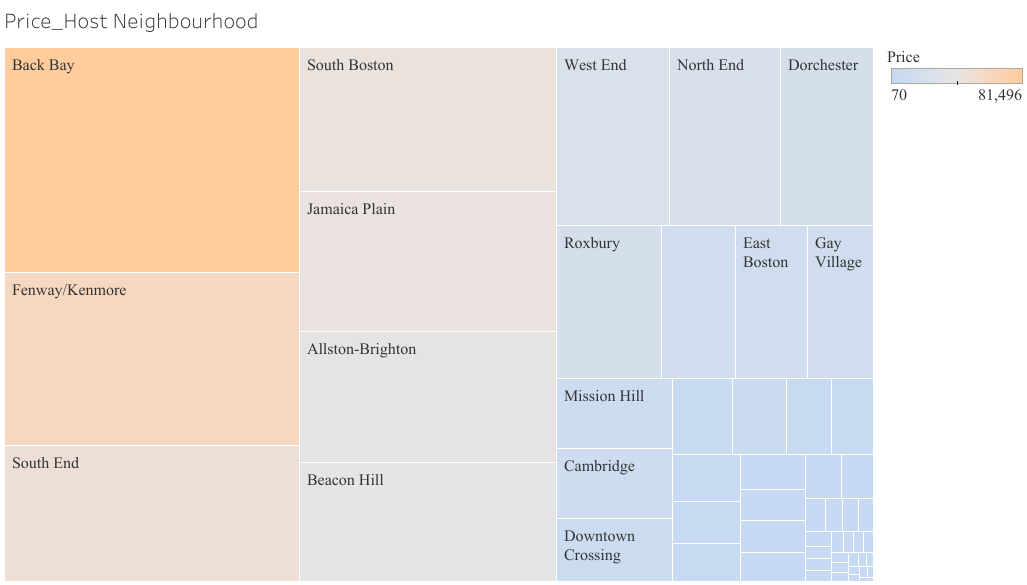 Price_Host Neighbourhood
Back Bay
South Boston
West End
North End
Dorchester
Price
70
81,496
Jamaica Plain
Roxbury
East
Boston
Gay
Village
Fenway/Kenmore
Allston-Brighton
Mission Hill
South End
Beacon Hill
Cambridge
Downtown
Crossing